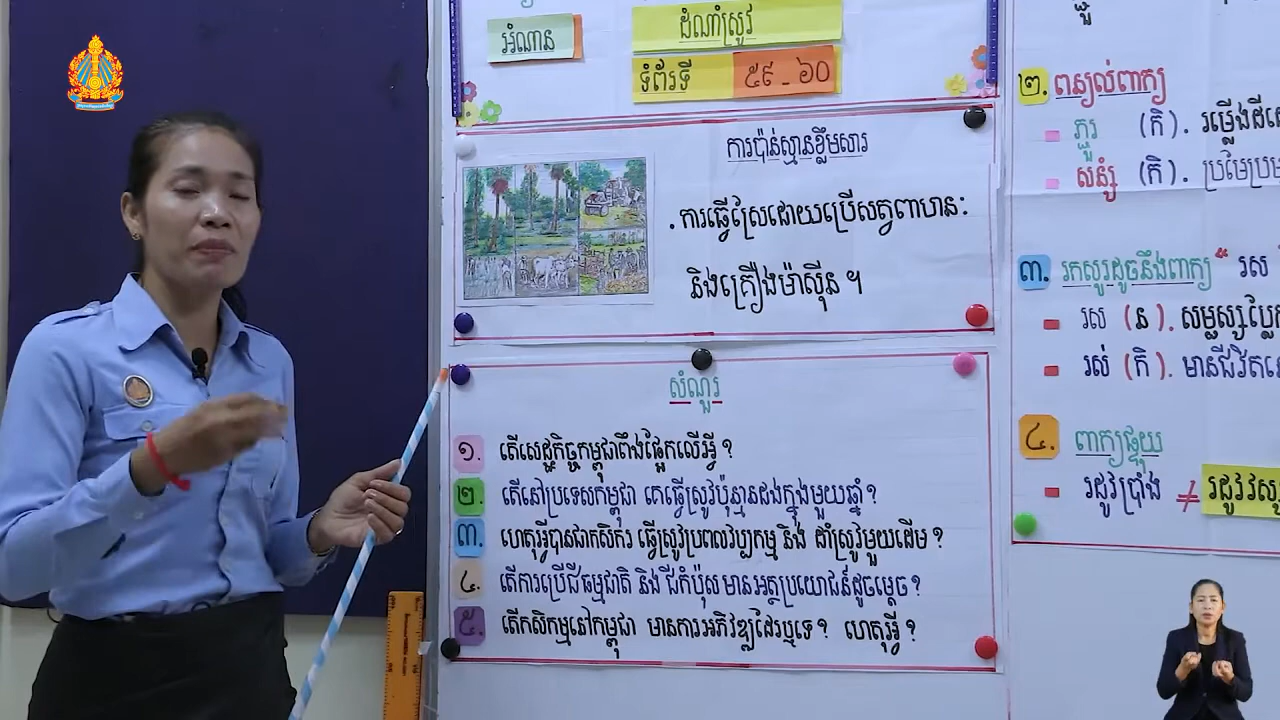 អំណាន
ដំណាំស្រូវ
ទំព័រទី ៥៩ - ៦០
ការប៉ាន់ស្មានខ្លឹមសារ
. ការធ្វើស្រែដោយប្រើសត្វពាហនៈ
និងគ្រឿងម៉ាស៊ីន ។
សំណួរ
១. តើសេដ្ឋកិច្ចកម្ពុជាពឹងផ្អែកលើអ្វី ?
២. តើនៅប្រទេសកម្ពុជា គេធ្វើស្រូវប៉ុន្មានដងក្នុងមួយឆ្នាំ ?
៣. ហេតុអ្វីបានជាកសិករ ធ្វើស្រូវប្រពលវប្បកម្ម និង ដាំស្រូវមួយដើម ?
៤. តើការប្រើជីធម្មជាតិ និង ជីកំប៉ុស មានអត្ថប្រយោជន៍ដូចម្តេច ?
៥. តើកសិកម្មនៅកម្ពុជា មានការអភិវឌ្ឍដែរឬទេ ? ហេតុអ្វី ?
២. ពន្យល់ពាក្យ
ភ្ជួរ (កិ). រម្លើងដី
សន្សំ (កិ).
៣. រកសូរដូចនឹងពាក្យ " រស
រស (ន). សម្លស្សប្លែក
រស់ (កិ). មានជីវិត
៤. ពាក្យផ្ទុយ
រដូវប្រាំង ≠ រដូវវស្សា